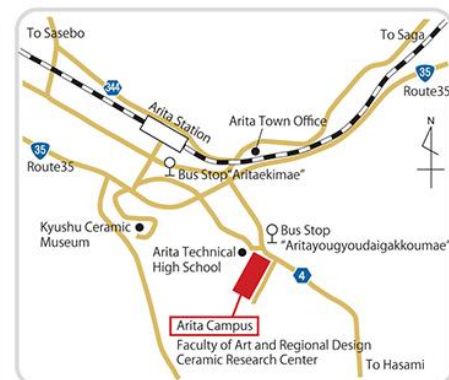 To Sasebo
To Saga
344
35
Route35
Arita Station
Arita Town Office
N
35
Route35
Bus Stop"Aritaekimae"
Kyushu Ceramic
Museum
Bus Stop
"Aritayougyoudaigakkoumae"
Arita Technical
High School
4
Arita Campus
Faculty of Art and Regional Design
Ceramic Research Center
To Hasami